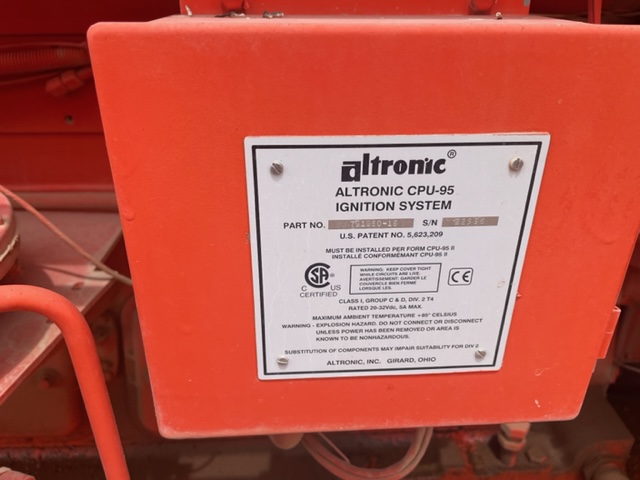 altronic®
ALTRONIC CPU-95
IGNITION SYSTEM
PART NO. S/N
U.S. PATENT NO. 5,623,209
MUST BE INSTALLED PER FORM CPU-95 II
INSTALLÉ CONFORMÉMENT CPU-95 II
WARNING: KEEP COVER TIGHT
WHILE CIRCUITS ARE LIVE.
AVERTISSEMENT: GARDER LE
COUVERCLE BIEN FERMÉ
LORSQUE LES.
C SA US
CERTIFIED
CE
CLASS I, GROUP C & D, DIV. 2 T4
RATED 20-32Vdc, 5A MAX.
MAXIMUM AMBIENT TEMPERATURE +85° CELSIUS
WARNING - EXPLOSION HAZARD. DO NOT CONNECT OR DISCONNECT
UNLESS POWER HAS BEEN REMOVED OR AREA IS
KNOWN TO BE NONHAZARDOUS.
SUBSTITUTION OF COMPONENTS MAY IMPAIR SUITABILITY FOR DIV 2
ALTRONIC, INC. GIRARD, OHIO